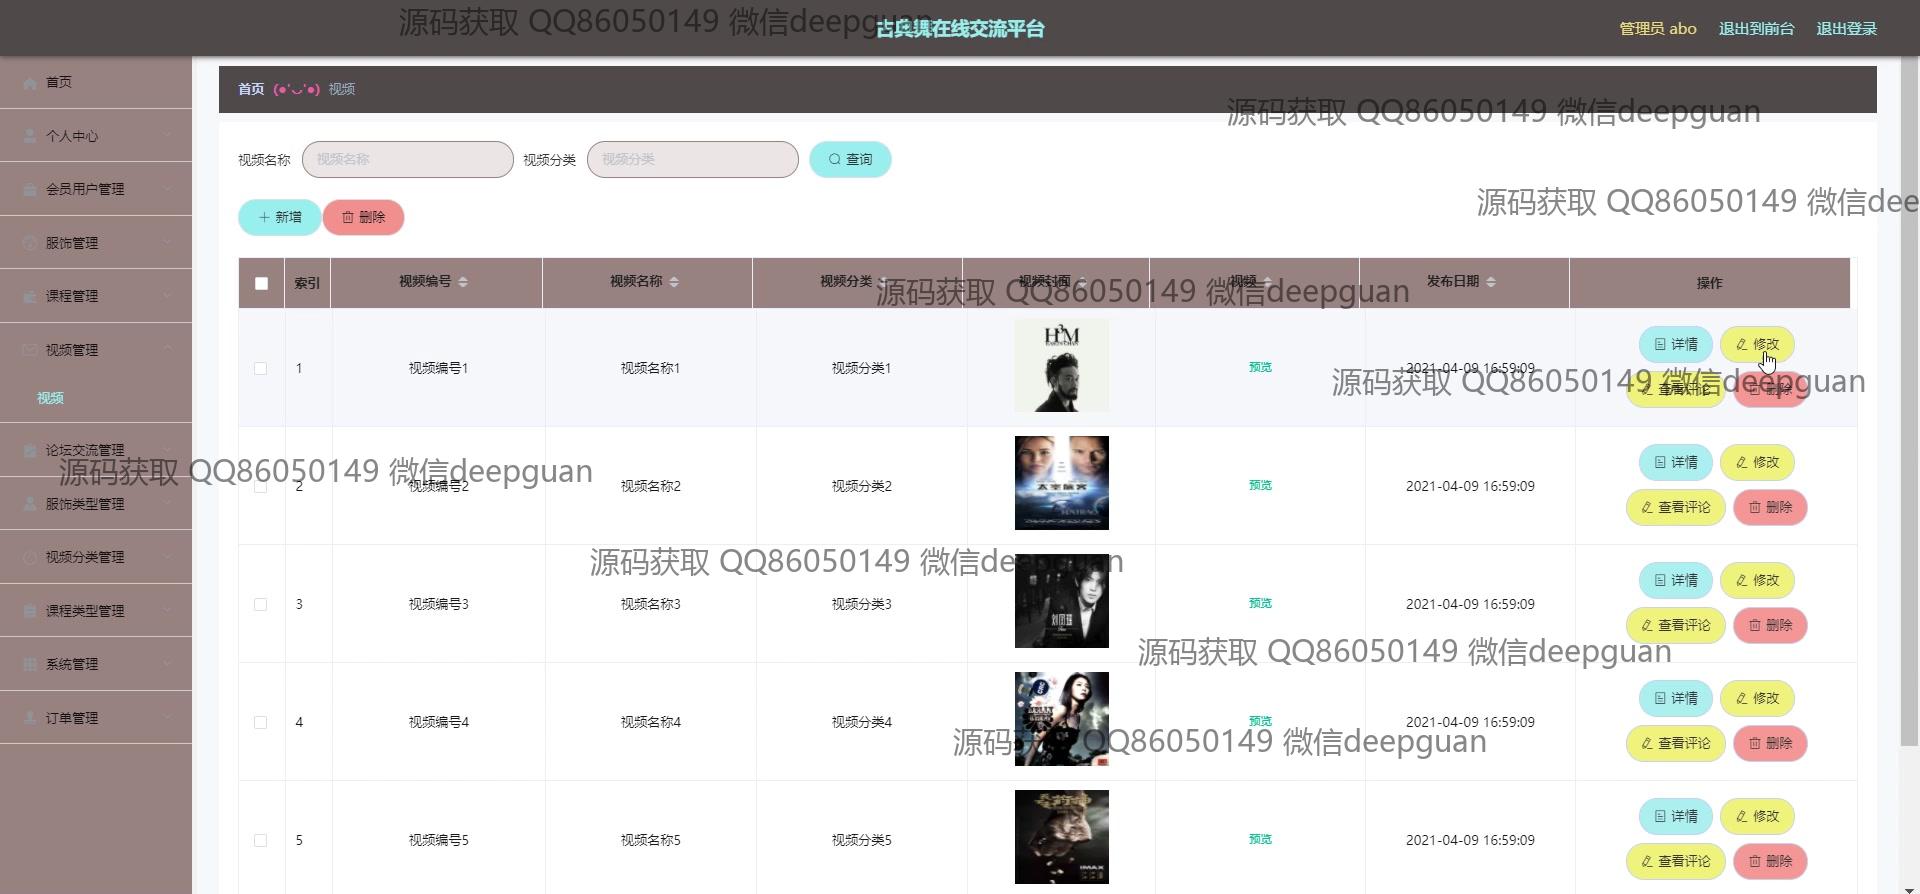 古典舞在线交流平台
管理员 abo 退出到前台 退出登录
源码获取 QQ86050149 微信deepguan
首页 (●'◡'●) 视频
首页
个人中心
会员用户管理
服饰管理
课程管理
视频管理
视频
论坛交流管理
服饰类型管理
视频分类管理
课程类型管理
系统管理
订单管理
源码获取 QQ86050149 微信deepguan
视频名称 视频名称 视频分类 视频分类 查询
源码获取 QQ86050149 微信dee
新增 删除
索引 视频编号 视频名称 视频分类 视频封面 视频 发布日期 操作
源码获取 QQ86050149 微信deepguan
H3M
1 视频编号1 视频名称1 视频分类1 预览 2021-04-09 16:59:09 详情 修改
查看评论 删除
源码获取 QQ86050149 微信deepguan
源码获取 QQ86050149 微信deepguan
2 视频编号2 视频名称2 视频分类2 太空旅客 预览 2021-04-09 16:59:09 详情 修改
查看评论 删除
源码获取 QQ86050149 微信deepguan
3 视频编号3 视频名称3 视频分类3 预览 2021-04-09 16:59:09 详情 修改
查看评论 删除
源码获取 QQ86050149 微信deepguan
4 视频编号4 视频名称4 视频分类4 预览 2021-04-09 16:59:09 详情 修改
查看评论 删除
源码获取 QQ86050149 微信deepguan
5 视频编号5 视频名称5 视频分类5 IMAX 预览 2021-04-09 16:59:09 详情 修改
查看评论 删除